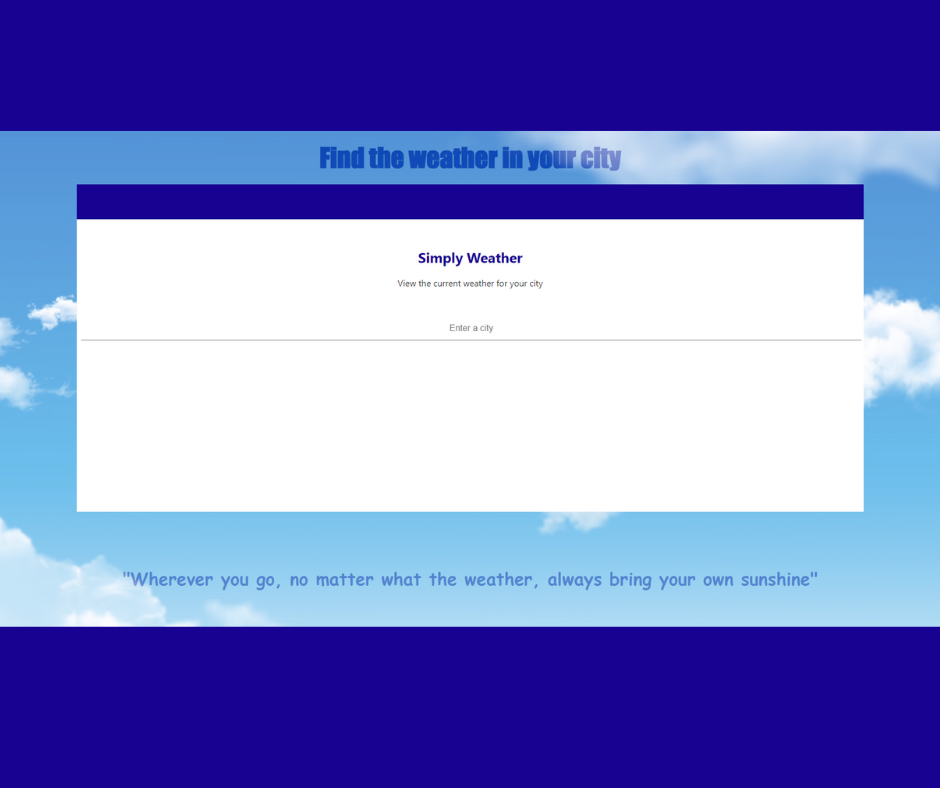 Find the weather in your city
Simply Weather
View the current weather for your city
Enter a city
"Wherever you go, no matter what the weather, always bring your own sunshine"